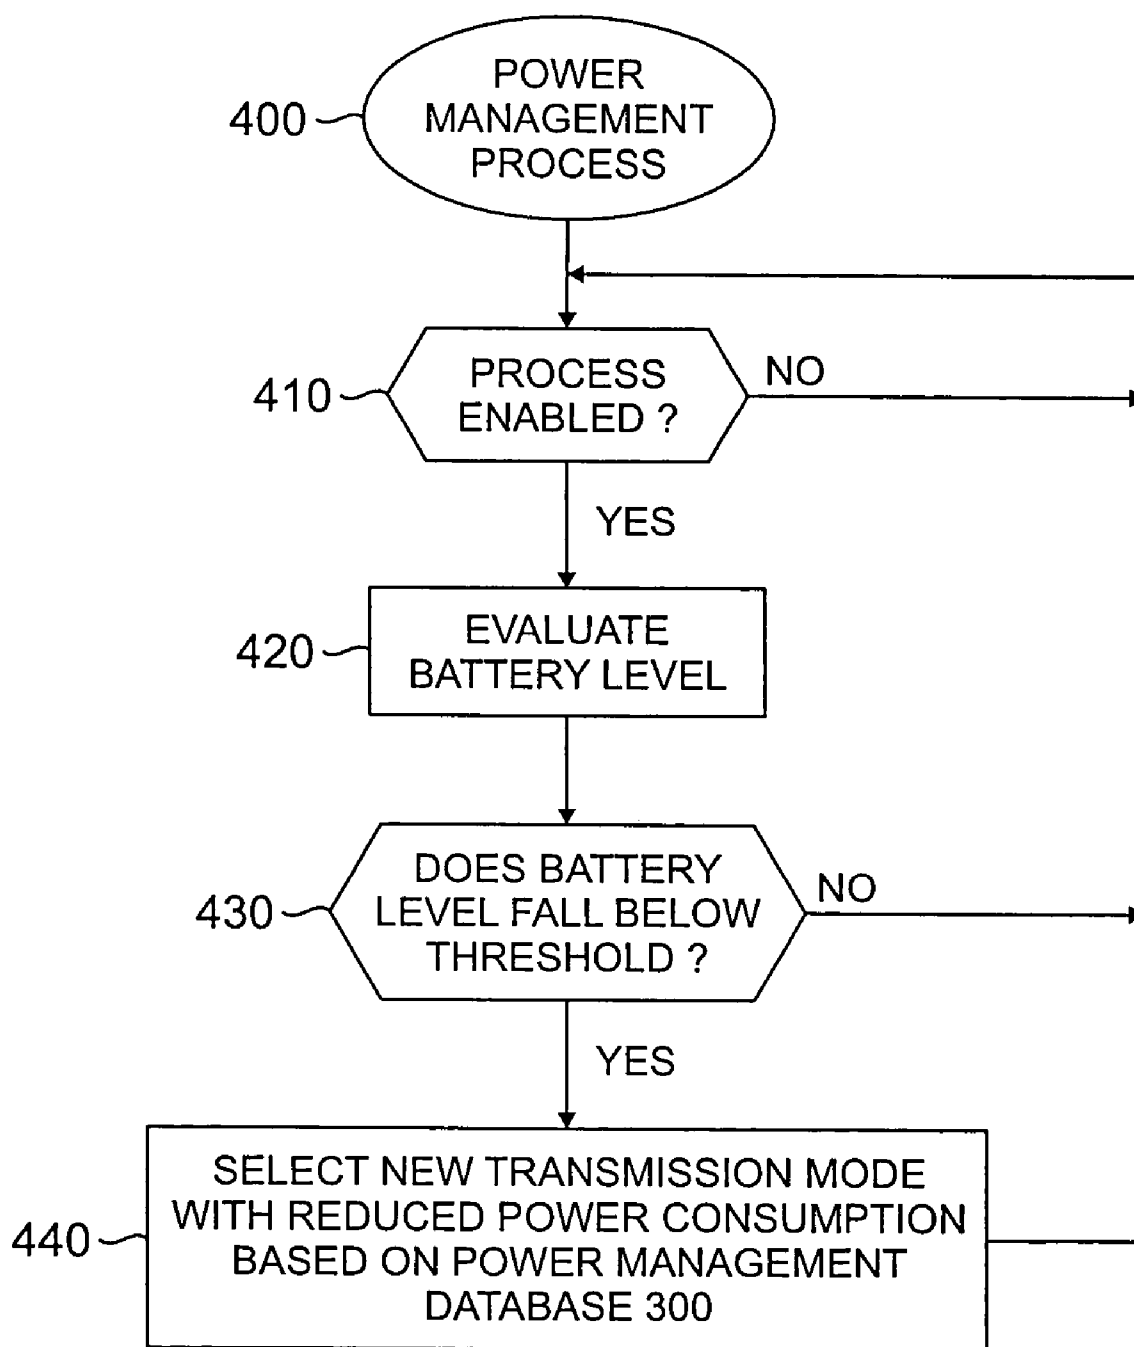 POWER
MANAGEMENT
PROCESS
400
PROCESS
ENABLED ?
410
NO
YES
EVALUATE
BATTERY LEVEL
420
DOES BATTERY
LEVEL FALL BELOW
THRESHOLD ?
430
NO
YES
SELECT NEW TRANSMISSION MODE
WITH REDUCED POWER CONSUMPTION
BASED ON POWER MANAGEMENT
DATABASE 300
440